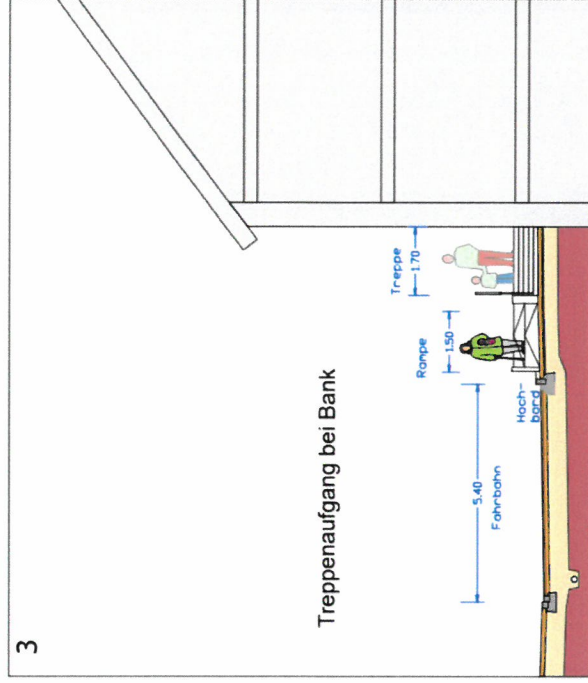 3
Treppenaufgang bei Bank
Treppe
1.70
Rampe
1.50
5.40
Fahrbahn
Hoch-
bord